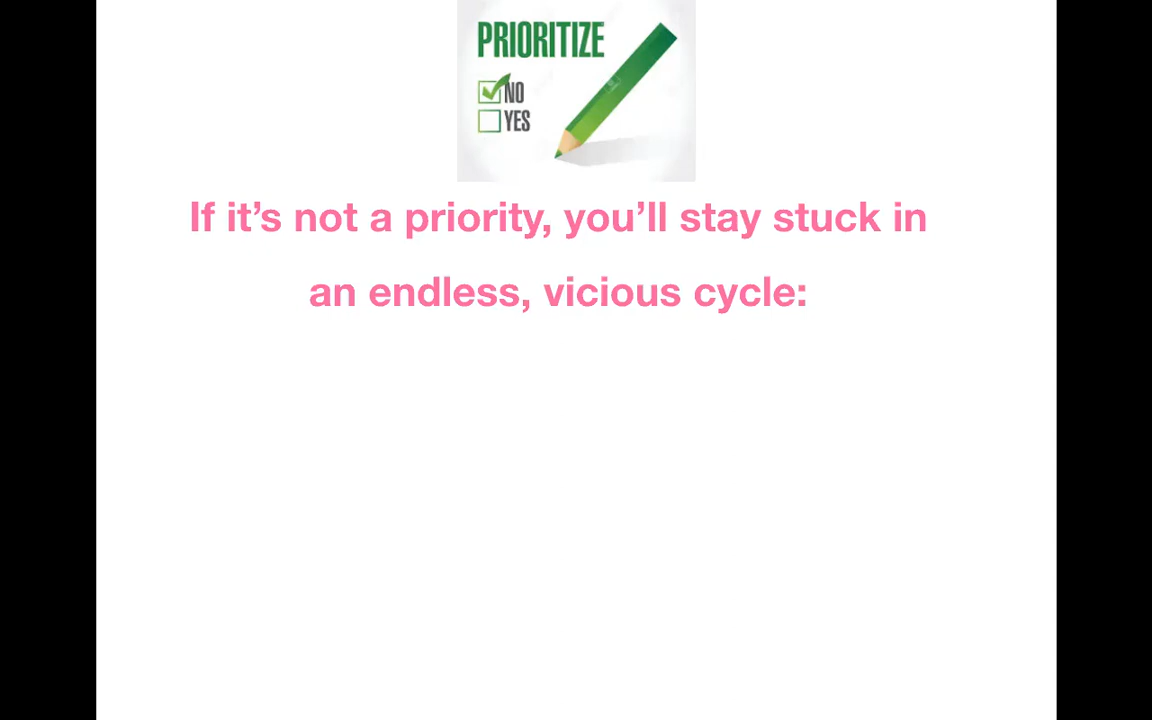 PRIORITIZE
NO
YES
If it’s not a priority, you’ll stay stuck in
an endless, vicious cycle: